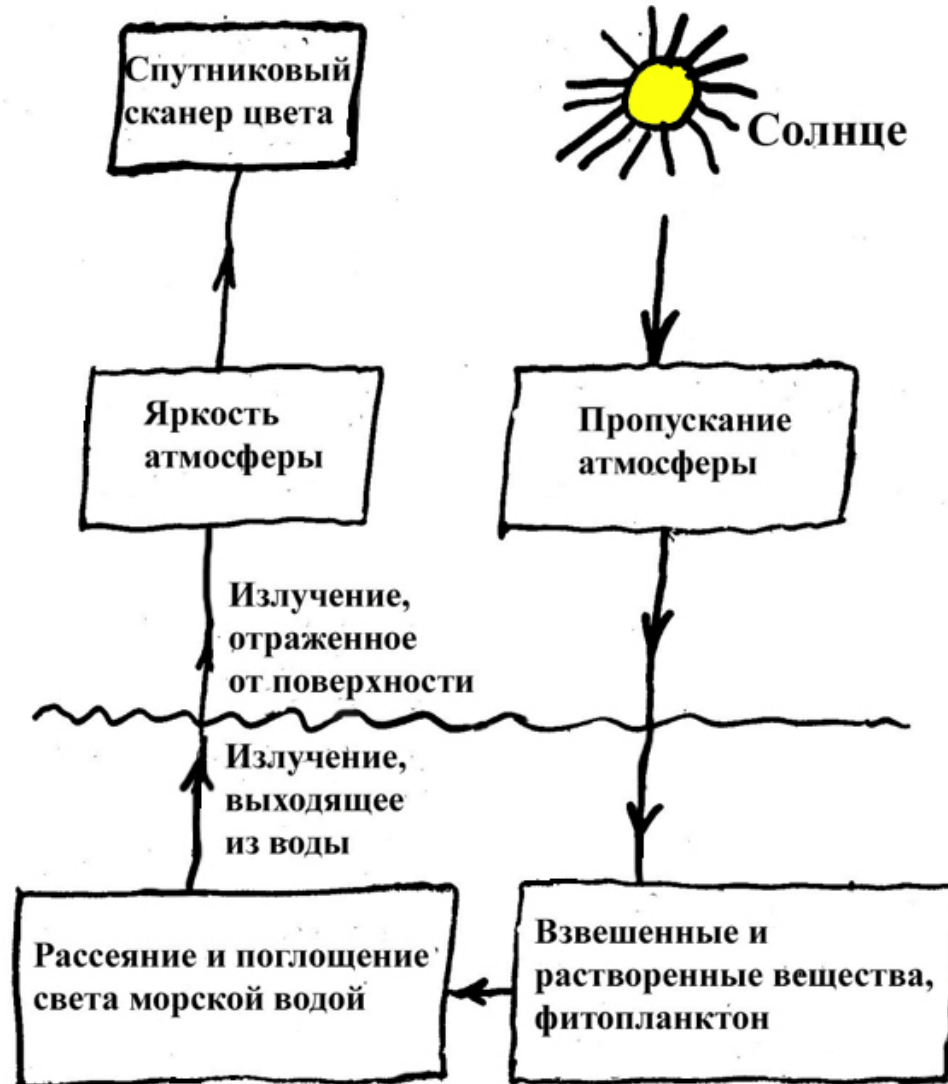 Спутниковый
сканер цвета
Солнце
Яркость
атмосферы
Пропускание
атмосферы
Излучение,
отраженное
от поверхности
Излучение,
выходящее
из воды
Рассеяние и поглощение
света морской водой
Взвешенные и
растворенные вещества,
фитопланктон